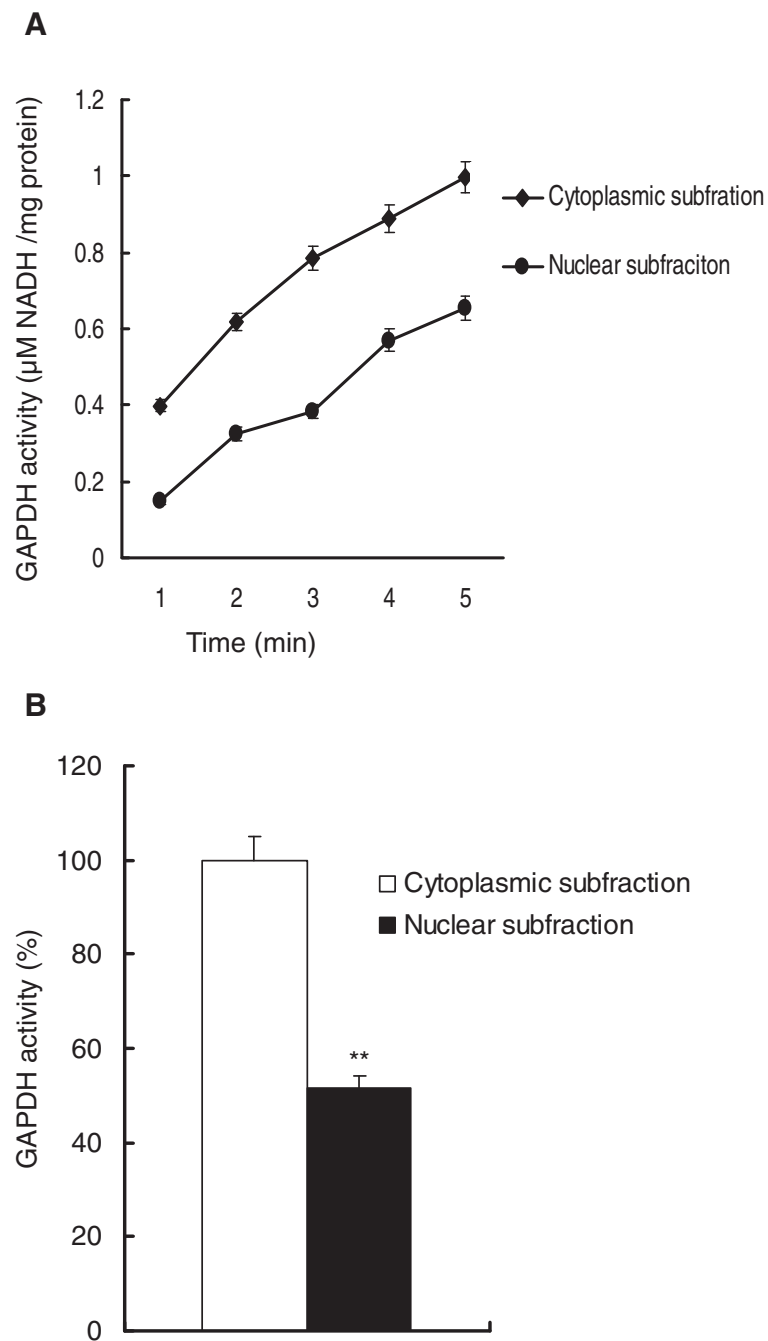 A
GAPDH activity (µM NADH /mg protein)
1.2
1
0.8
0.6
0.4
0.2
0
1 2 3 4 5
Time (min)
Cytoplasmic subfration
Nuclear subfraciton
B
GAPDH activity (%)
120
100
80
60
40
20
0
**
Cytoplasmic subfraction
Nuclear subfraction